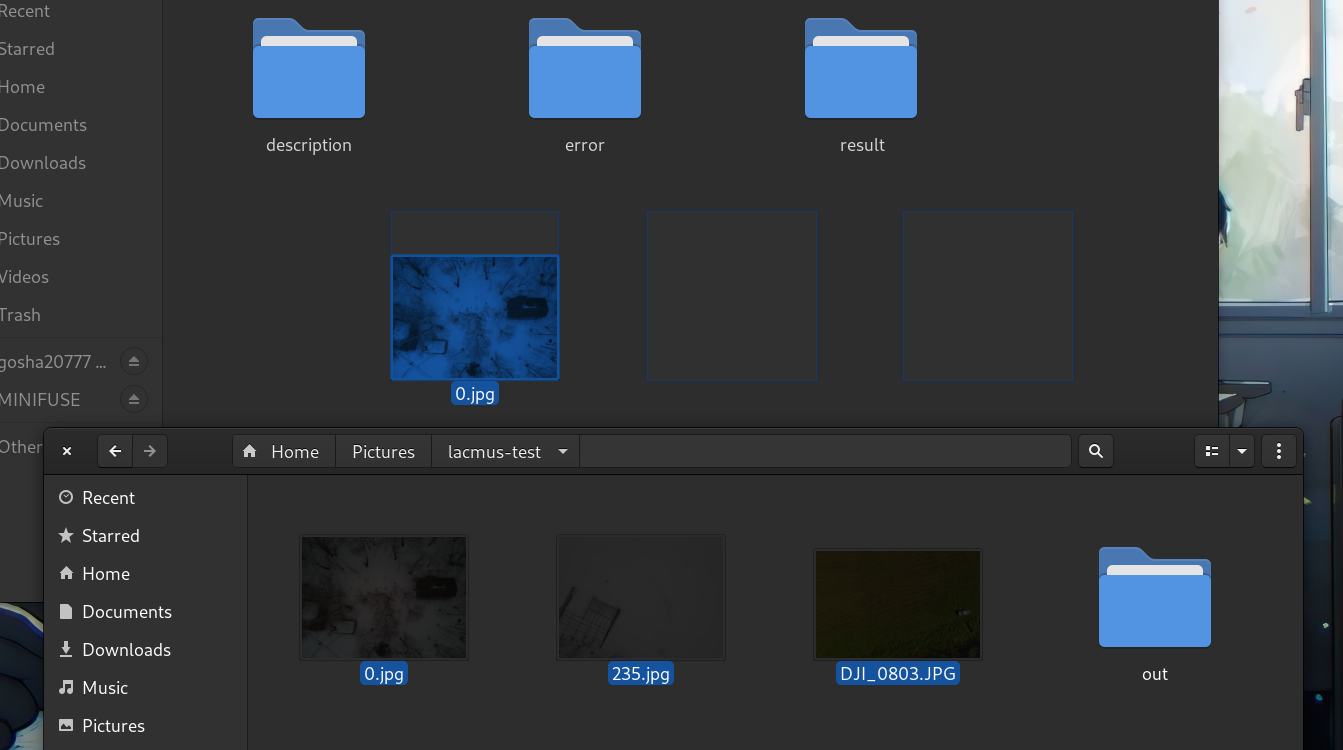 Recent
Starred
Home
Documents
Downloads
Music
Pictures
Videos
Trash
gosha20777 ...
MINIFUSE
Other
description
error
result
0.jpg
Home
Pictures
lacmus-test
Recent
Starred
Home
Documents
Downloads
Music
Pictures
0.jpg
235.jpg
DJI_0803.JPG
out